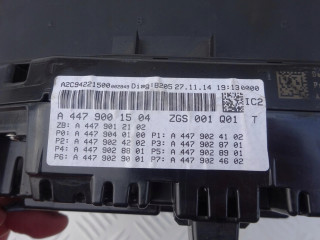 A2C94221500 Dim9: B205 27.11.14 19:13 0000
IC2
A 447 900 15 04 ZGS 001 Q01 T
ZB: A 447 901 21 02
P0: A 447 904 01 00 P1: A 447 902 41 02
P2: A 447 902 42 02 P3: A 447 902 87 01
P4: A 447 902 88 01 P5: A 447 902 89 01
P6: A 447 902 90 01 P7: A 447 902 46 02